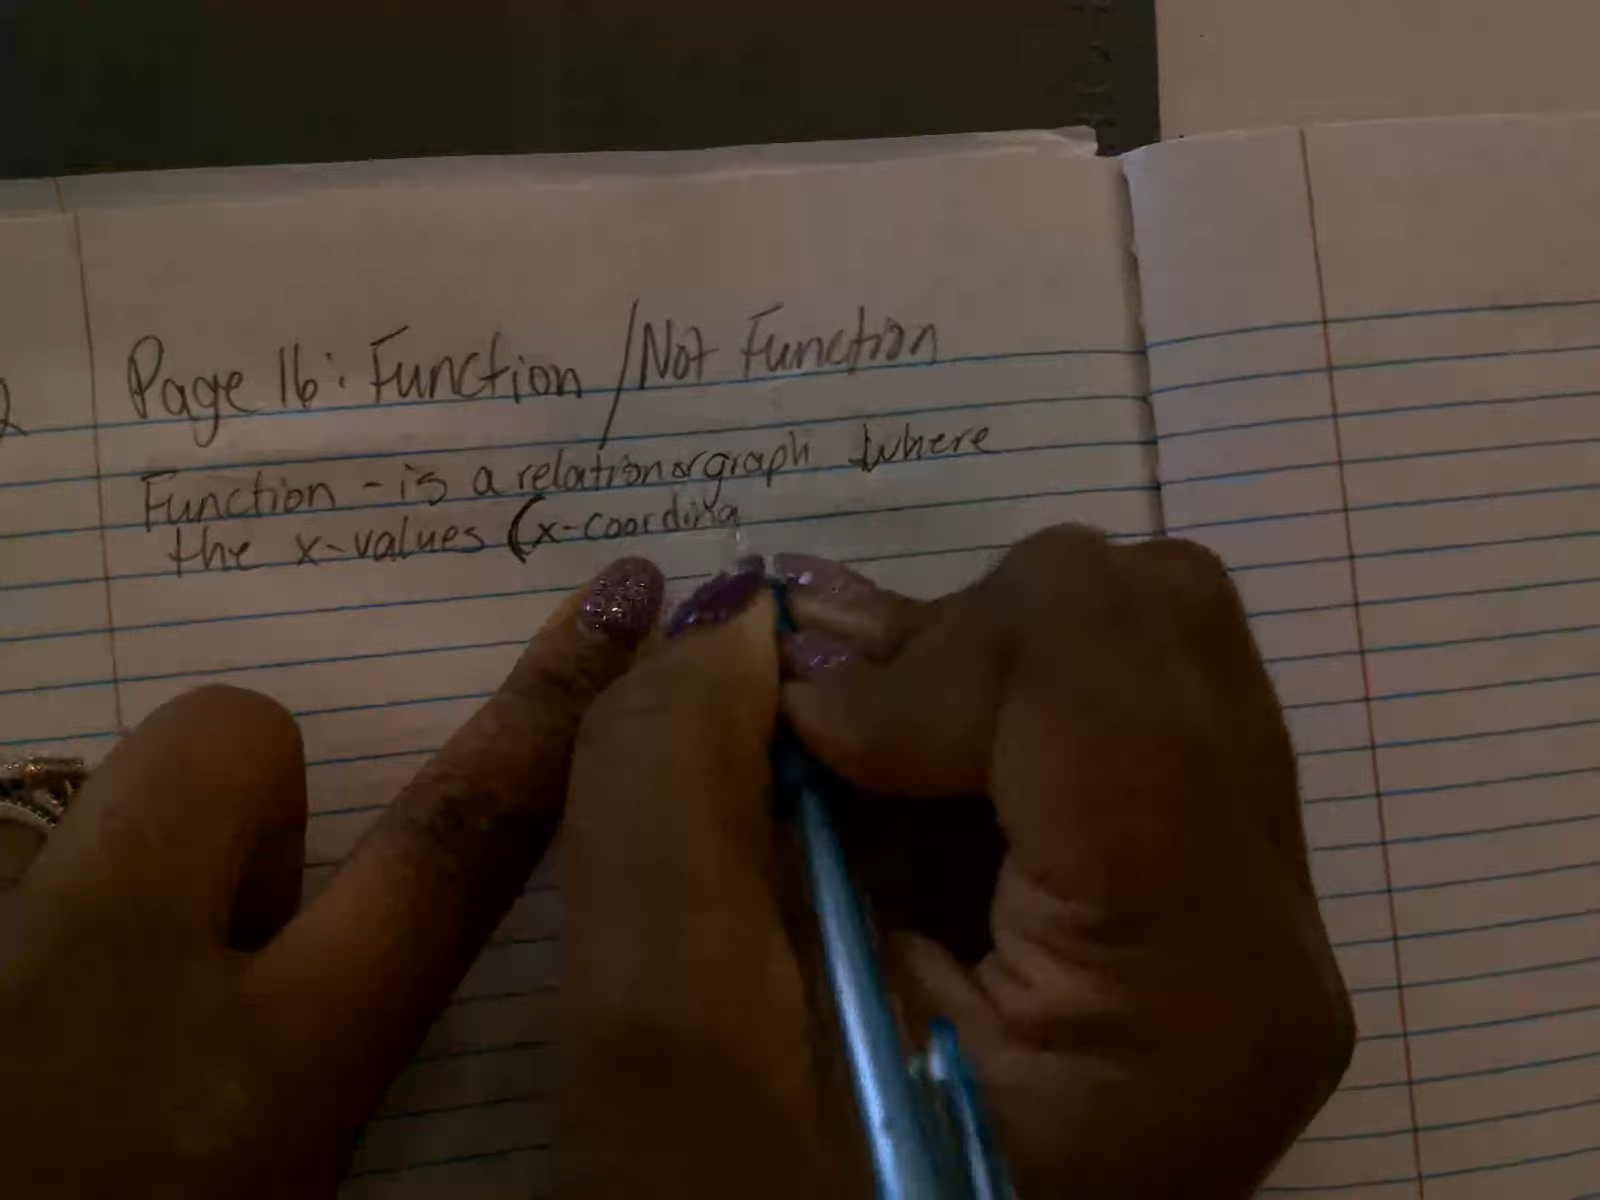 Page 16: Function / Not Function
Function - is a relation or graph where
the x-values (x-coordina